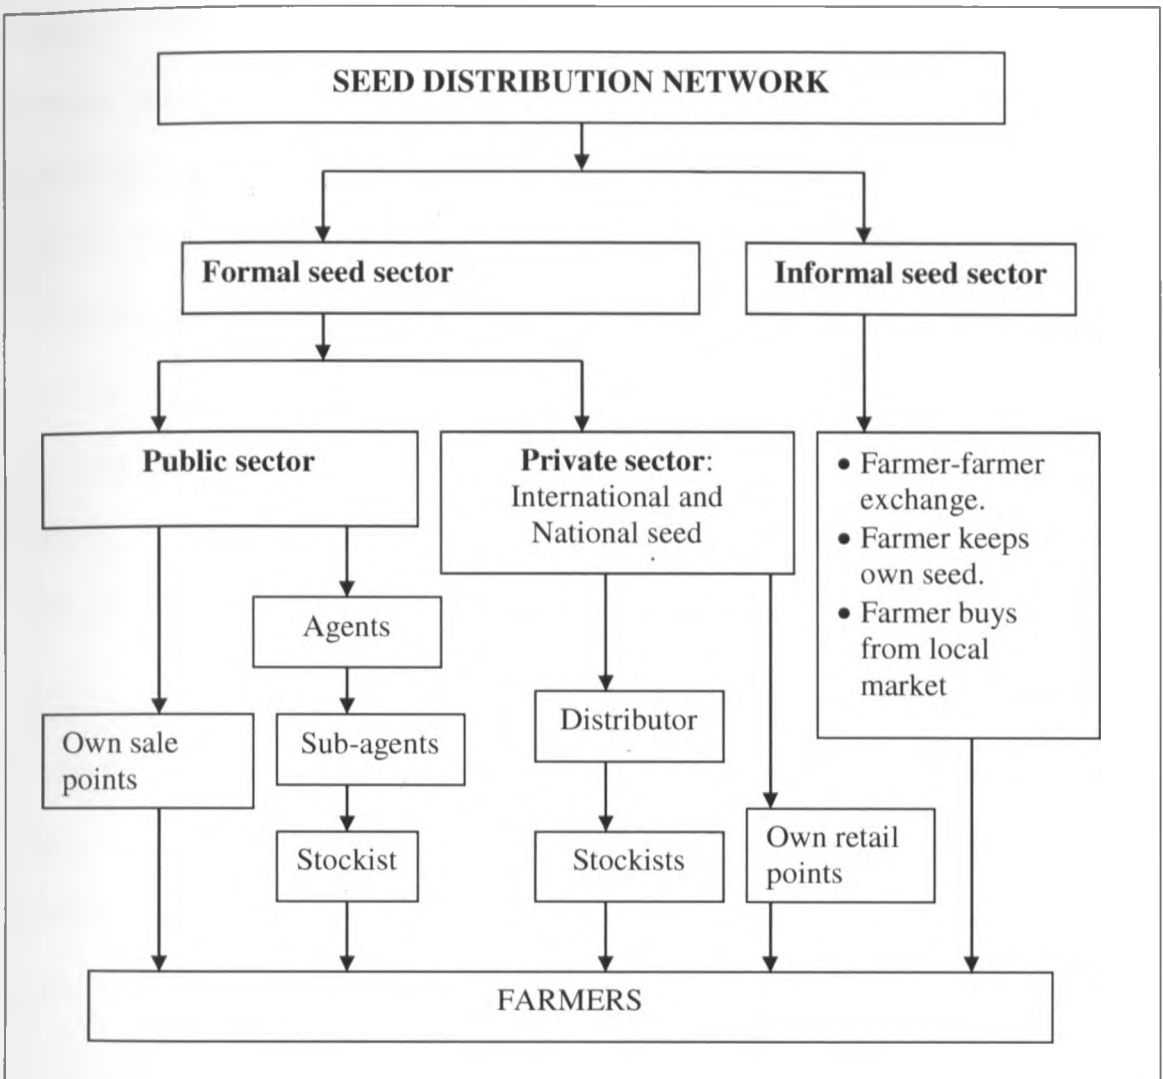 SEED DISTRIBUTION NETWORK
Formal seed sector
Informal seed sector
Public sector
Private sector:
International and
National seed
• Farmer-farmer
exchange.
• Farmer keeps
own seed.
• Farmer buys
from local
market
Agents
Own sale
points
Sub-agents
Distributor
Stockist
Stockists
Own retail
points
FARMERS